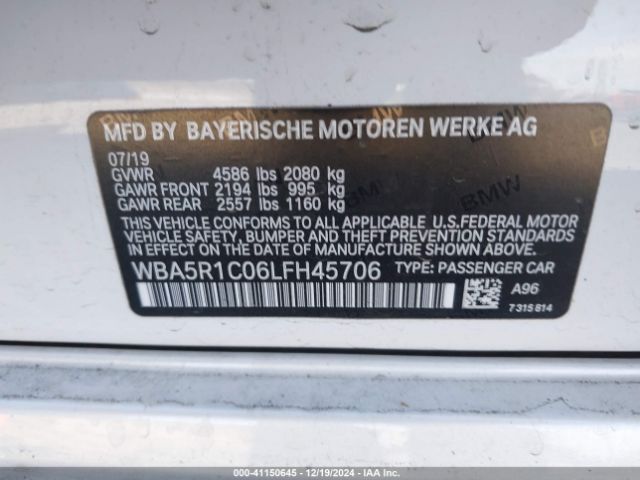 MFD BY BAYERISCHE MOTOREN WERKE AG
07/19
GVWR 4586 lbs 2080 kg
GAWR FRONT 2194 lbs 995 kg
GAWR REAR 2557 lbs 1160 kg
THIS VEHICLE CONFORMS TO ALL APPLICABLE U.S.FEDERAL MOTOR
VEHICLE SAFETY, BUMPER AND THEFT PREVENTION STANDARDS
IN EFFECT ON THE DATE OF MANUFACTURE SHOWN ABOVE.
WBA5R1C06LFH45706 TYPE: PASSENGER CAR
A96
7315814
BMW
000-41150645 - 12/19/2024 - IAA Inc.